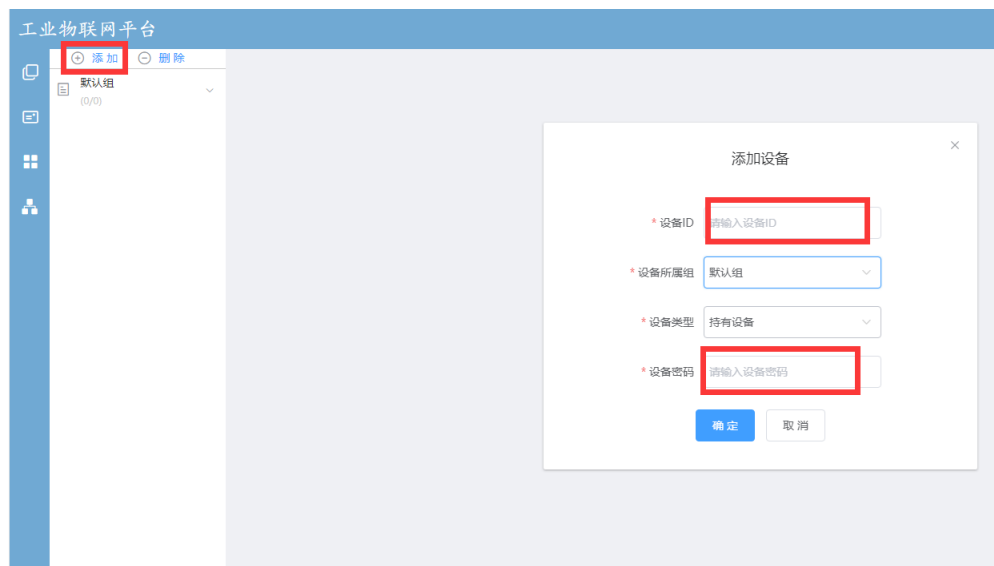 工业物联网平台
添加 删除
默认组
(0/0)
添加设备
* 设备ID 请输入设备ID
* 设备所属组 默认组
* 设备类型 持有设备
* 设备密码 请输入设备密码
确定 取消